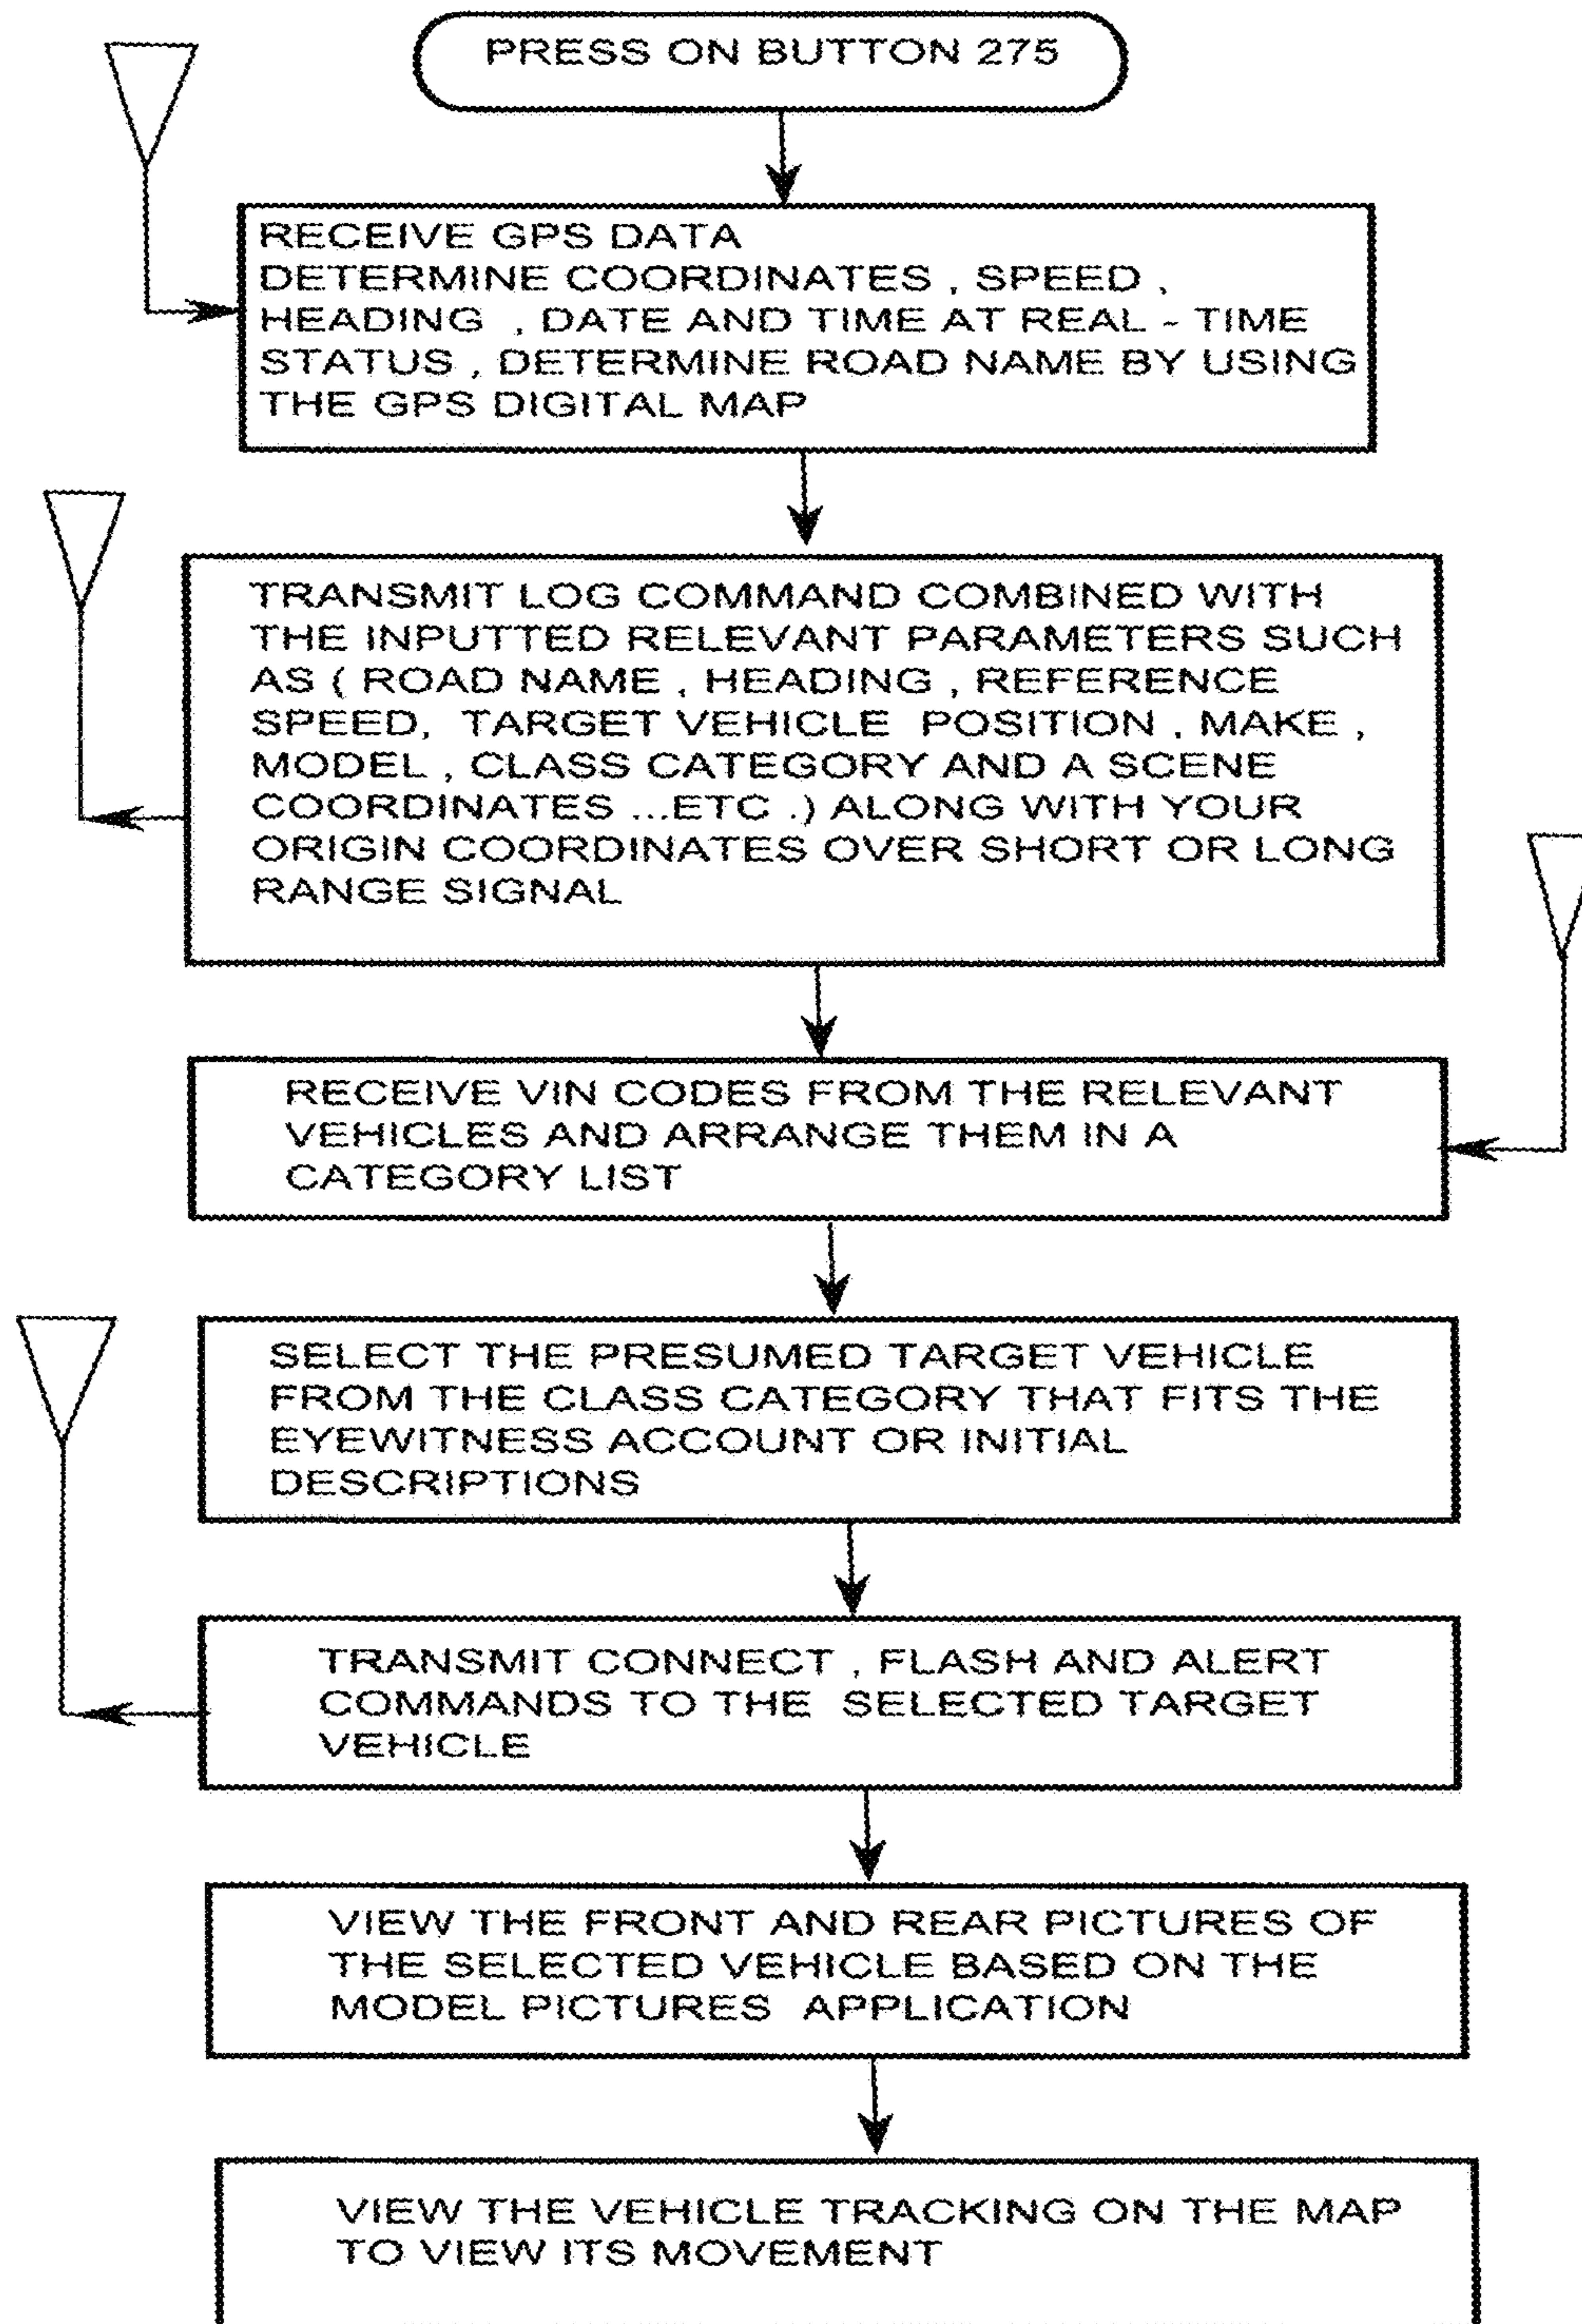 PRESS ON BUTTON 275
RECEIVE GPS DATA
DETERMINE COORDINATES , SPEED ,
HEADING , DATE AND TIME AT REAL - TIME
STATUS , DETERMINE ROAD NAME BY USING
THE GPS DIGITAL MAP
TRANSMIT LOG COMMAND COMBINED WITH
THE INPUTTED RELEVANT PARAMETERS SUCH
AS ( ROAD NAME , HEADING , REFERENCE
SPEED, TARGET VEHICLE POSITION , MAKE ,
MODEL , CLASS CATEGORY AND A SCENE
COORDINATES ...ETC .) ALONG WITH YOUR
ORIGIN COORDINATES OVER SHORT OR LONG
RANGE SIGNAL
RECEIVE VIN CODES FROM THE RELEVANT
VEHICLES AND ARRANGE THEM IN A
CATEGORY LIST
SELECT THE PRESUMED TARGET VEHICLE
FROM THE CLASS CATEGORY THAT FITS THE
EYEWITNESS ACCOUNT OR INITIAL
DESCRIPTIONS
TRANSMIT CONNECT , FLASH AND ALERT
COMMANDS TO THE SELECTED TARGET
VEHICLE
VIEW THE FRONT AND REAR PICTURES OF
THE SELECTED VEHICLE BASED ON THE
MODEL PICTURES APPLICATION
VIEW THE VEHICLE TRACKING ON THE MAP
TO VIEW ITS MOVEMENT